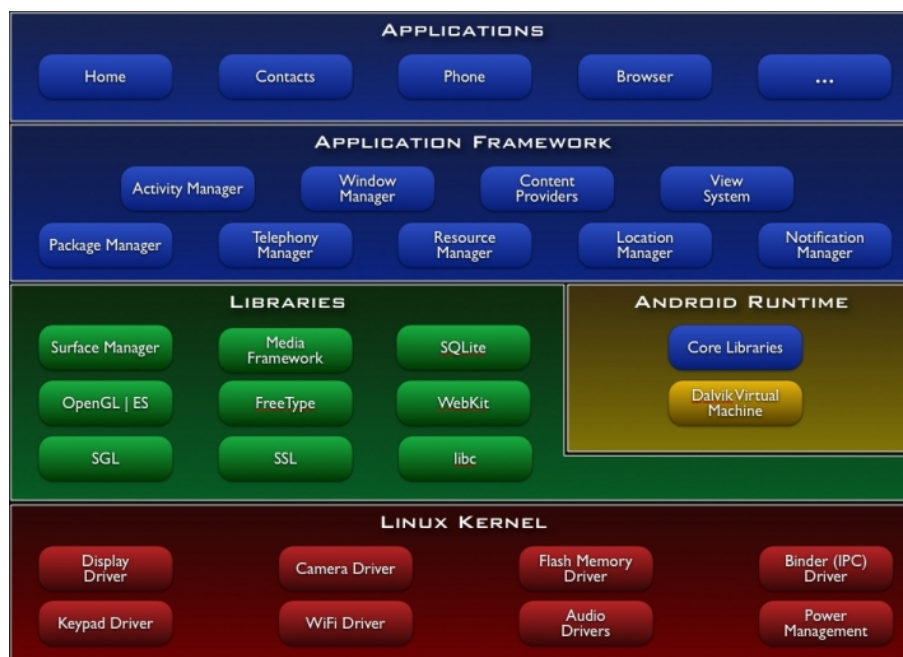 APPLICATIONS
Home
Contacts
Phone
Browser
...
APPLICATION FRAMEWORK
Activity Manager
Window
Manager
Content
Providers
View
System
Package Manager
Telephony
Manager
Resource
Manager
Location
Manager
Notification
Manager
LIBRARIES
Surface Manager
Media
Framework
SQLite
OpenGL | ES
FreeType
WebKit
SGL
SSL
libc
ANDROID RUNTIME
Core Libraries
Dalvik Virtual
Machine
LINUX KERNEL
Display
Driver
Camera Driver
Flash Memory
Driver
Binder (IPC)
Driver
Keypad Driver
WiFi Driver
Audio
Drivers
Power
Management